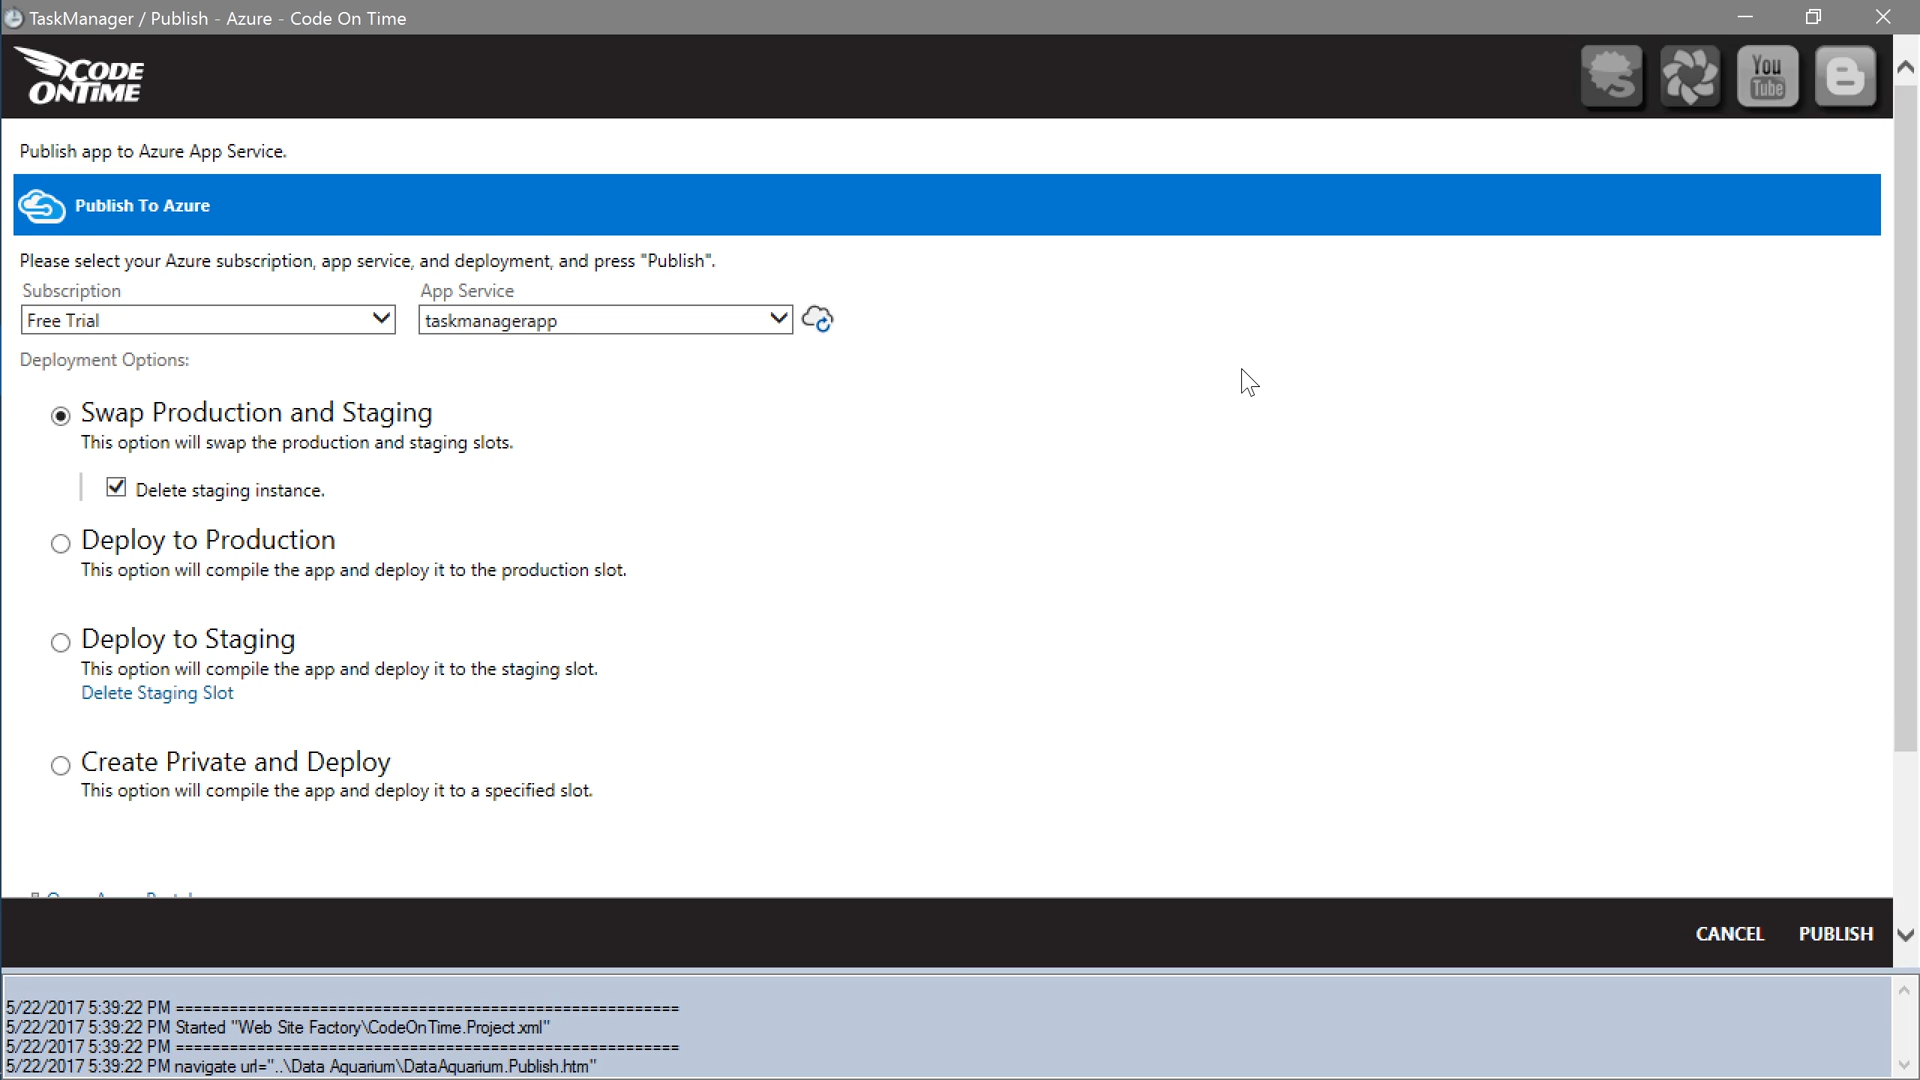 TaskManager / Publish - Azure - Code On Time
CODE
ONTIME
You
Tube
Publish app to Azure App Service.
Publish To Azure
Please select your Azure subscription, app service, and deployment, and press "Publish".
Subscription
App Service
Free Trial
taskmanagerapp
Deployment Options:
Swap Production and Staging
This option will swap the production and staging slots.
Delete staging instance.
Deploy to Production
This option will compile the app and deploy it to the production slot.
Deploy to Staging
This option will compile the app and deploy it to the staging slot.
Delete Staging Slot
Create Private and Deploy
This option will compile the app and deploy it to a specified slot.
CANCEL PUBLISH
5/22/2017 5:39:22 PM ========================================================
5/22/2017 5:39:22 PM Started "Web Site Factory\CodeOnTime.Project.xml"
5/22/2017 5:39:22 PM ========================================================
5/22/2017 5:39:22 PM navigate url="..\Data Aquarium\DataAquarium.Publish.htm"